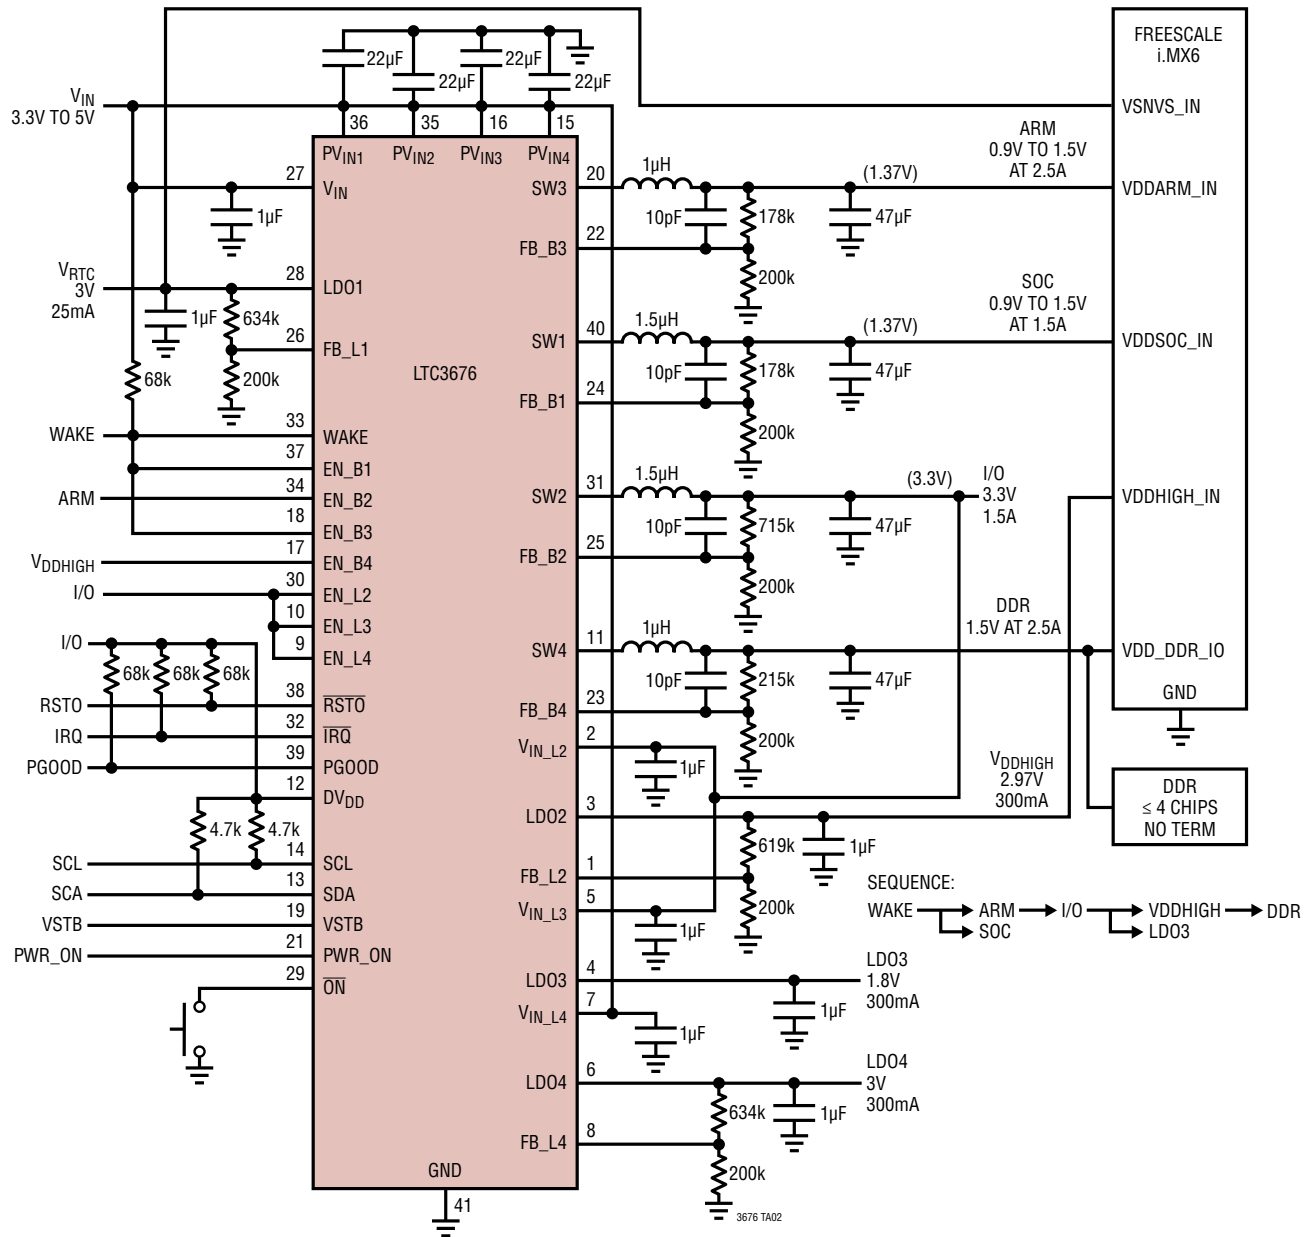 22µF
22µF
22µF
22µF
V_IN
3.3V TO 5V
36
35
16
15
PV_IN1
PV_IN2
PV_IN3
PV_IN4
27
V_IN
1µF
V_RTC
3V
25mA
28
LDO1
1µF
634k
26
FB_L1
200k
68k
LTC3676
WAKE
33
WAKE
37
EN_B1
ARM
34
EN_B2
18
EN_B3
V_DDHIGH
17
EN_B4
I/O
30
EN_L2
10
EN_L3
9
EN_L4
I/O
68k
68k
68k
RSTO
38
RSTO
IRQ
32
IRQ
PGOOD
39
PGOOD
12
DV_DD
4.7k
4.7k
SCL
14
SCL
SCA
13
SDA
VSTB
19
VSTB
PWR_ON
21
PWR_ON
29
ON
GND
41
SW3
20
1µH
(1.37V)
ARM
0.9V TO 1.5V
AT 2.5A
10pF
178k
47µF
FB_B3
22
200k
SW1
40
1.5µH
(1.37V)
SOC
0.9V TO 1.5V
AT 1.5A
10pF
178k
47µF
FB_B1
24
200k
SW2
31
1.5µH
(3.3V)
I/O
3.3V
1.5A
10pF
715k
47µF
FB_B2
25
200k
SW4
11
1µH
DDR
1.5V AT 2.5A
10pF
215k
47µF
FB_B4
23
200k
V_IN_L2
2
1µF
V_DDHIGH
2.97V
300mA
LDO2
3
619k
1µF
FB_L2
1
200k
V_IN_L3
5
1µF
LDO3
4
LDO3
1.8V
300mA
1µF
V_IN_L4
7
1µF
LDO4
6
LDO4
3V
300mA
634k
1µF
FB_L4
8
200k
FREESCALE
i.MX6
VSNVS_IN
VDDARM_IN
VDDSOC_IN
VDDHIGH_IN
VDD_DDR_IO
GND
DDR
≤ 4 CHIPS
NO TERM
SEQUENCE:
WAKE ARM I/O VDDHIGH DDR
SOC LDO3
3676 TA02